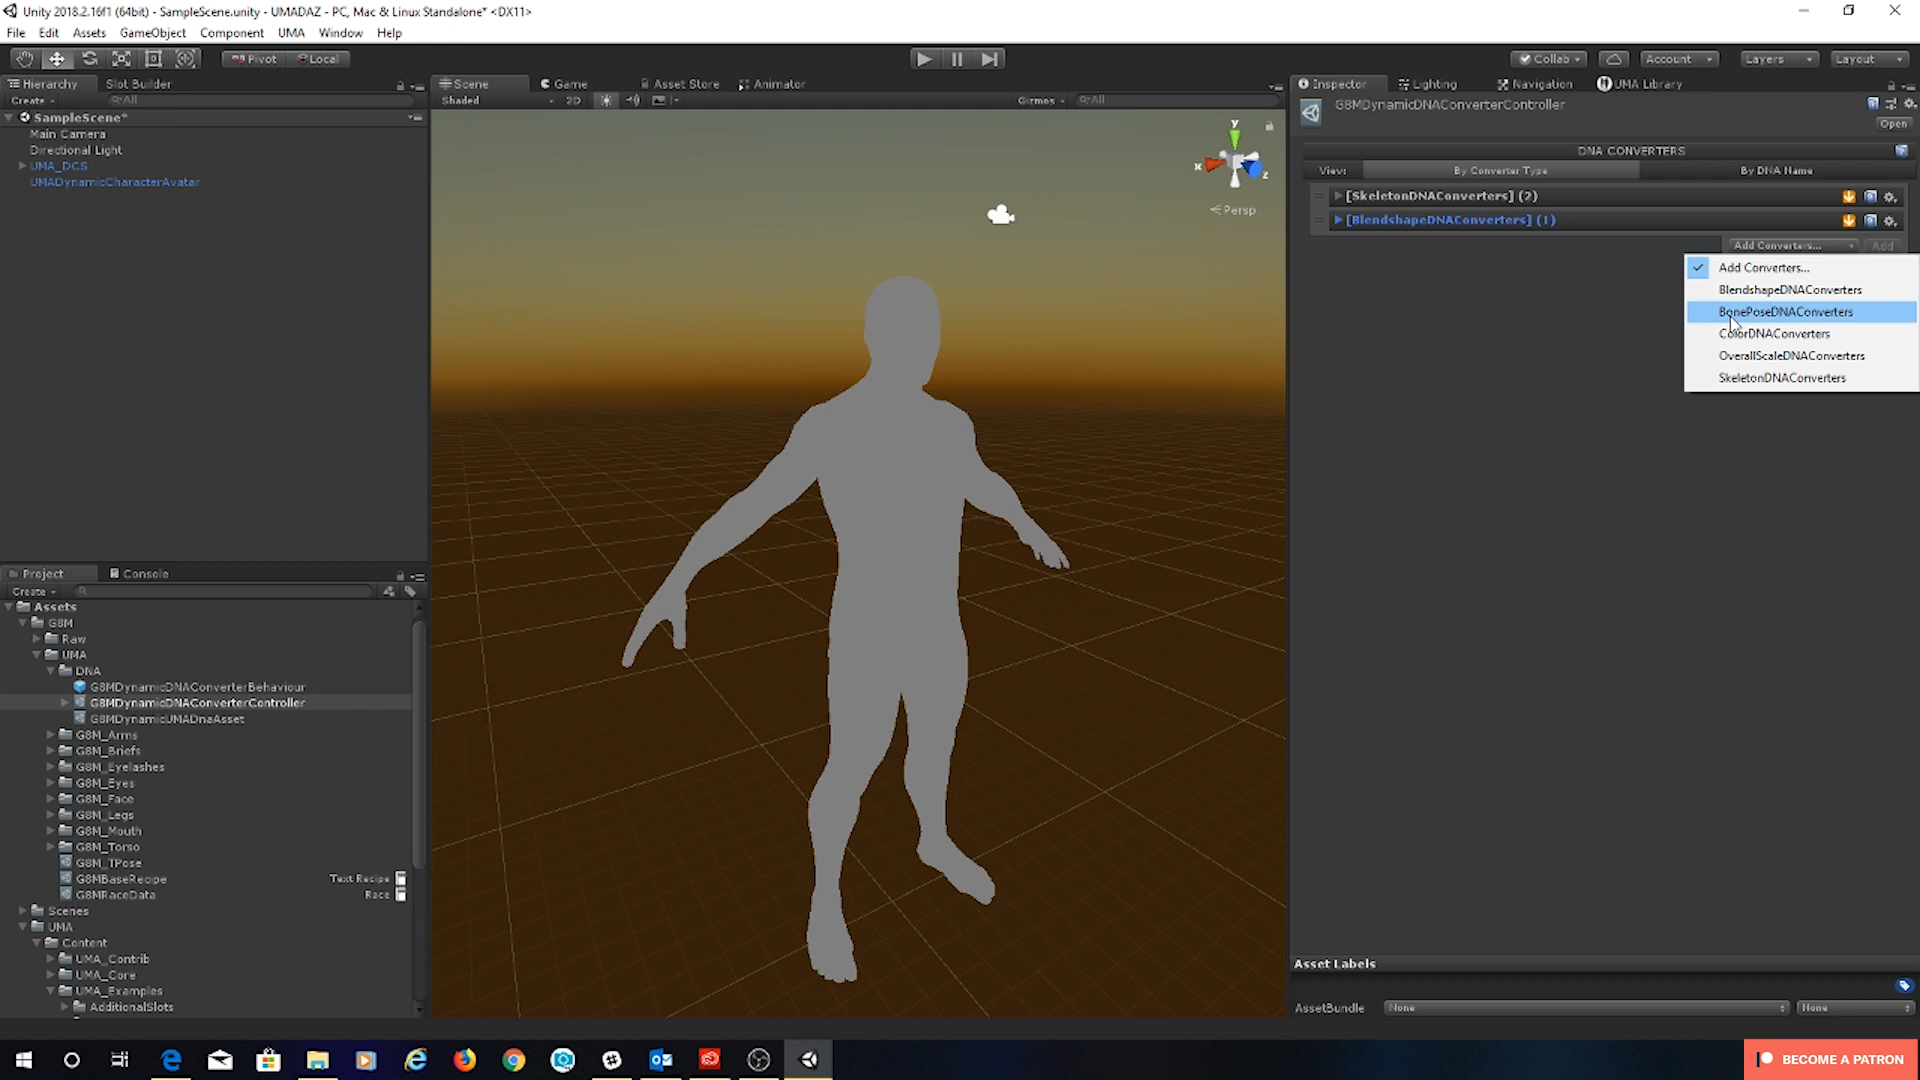 Unity 2018.2.16f1 (64bit) - SampleScene.unity - UMADAZ - PC, Mac & Linux Standalone* <DX11>
File Edit Assets GameObject Component UMA Window Help
Pivot Local Collab Account Layers Layout
Hierarchy Slot Builder
Create All
SampleScene*
Main Camera
Directional Light
UMA_DCS
UMADynamicCharacterAvatar
Scene Game Asset Store Animator
Shaded 2D Gizmos All
y
x
z
Persp
Inspector Lighting Navigation UMA Library
G8MDynamicDNAConverterController
Open
DNA CONVERTERS
View: By Converter Type By DNA Name
[SkeletonDNAConverters] (2)
[BlendshapeDNAConverters] (1)
Add Converters... Add
Add Converters...
BlendshapeDNAConverters
BonePoseDNAConverters
ColorDNAConverters
OverallScaleDNAConverters
SkeletonDNAConverters
Project Console
Create
Assets
G8M
Raw
UMA
DNA
G8MDynamicDNAConverterBehaviour
G8MDynamicDNAConverterController
G8MDynamicUMADnaAsset
G8M_Arms
G8M_Briefs
G8M_Eyelashes
G8M_Eyes
G8M_Face
G8M_Legs
G8M_Mouth
G8M_Torso
G8M_TPose
G8MBaseRecipe Text Recipe
G8MRaceData Race
Scenes
UMA
Content
UMA_Contrib
UMA_Core
UMA_Examples
AdditionalSlots
Asset Labels
AssetBundle None None
BECOME A PATRON